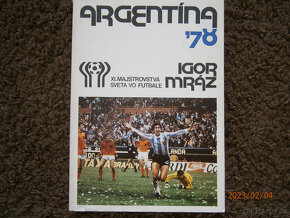 ARGENTÍNA
'78
XI. MAJSTROVSTVÁ
SVETA VO FUTBALE
IGOR
MRÁZ
2023/02/04